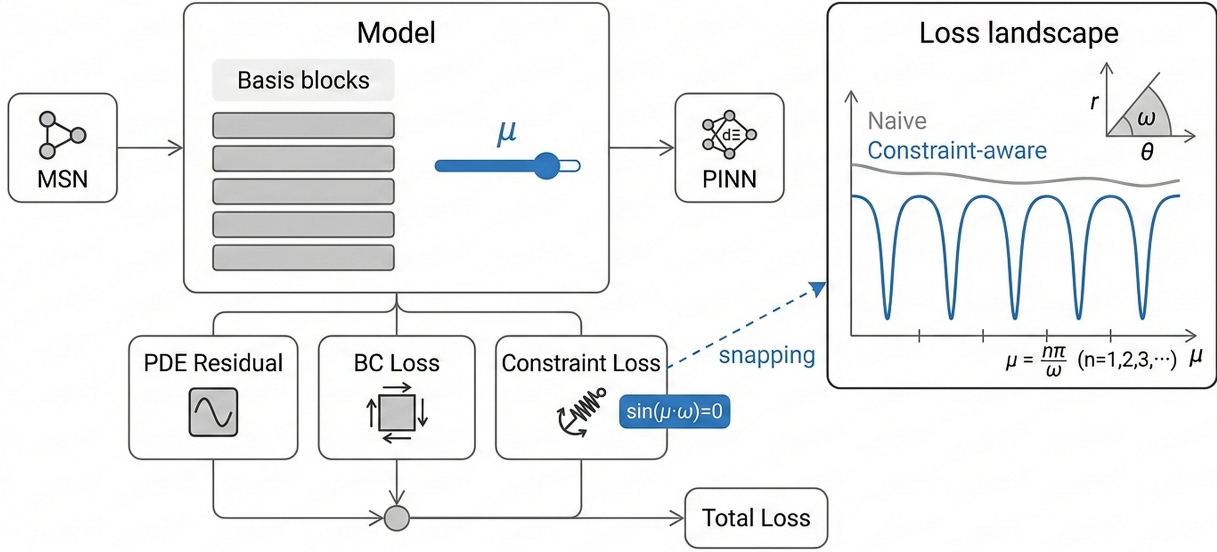 MSN
Model
Basis blocks
μ
PINN
d
PDE Residual
BC Loss
Constraint Loss
sin(μ·ω)=0
snapping
Total Loss
Loss landscape
Naive
Constraint-aware
r
ω
θ
μ = nπ/ω (n=1,2,3,···)
μ